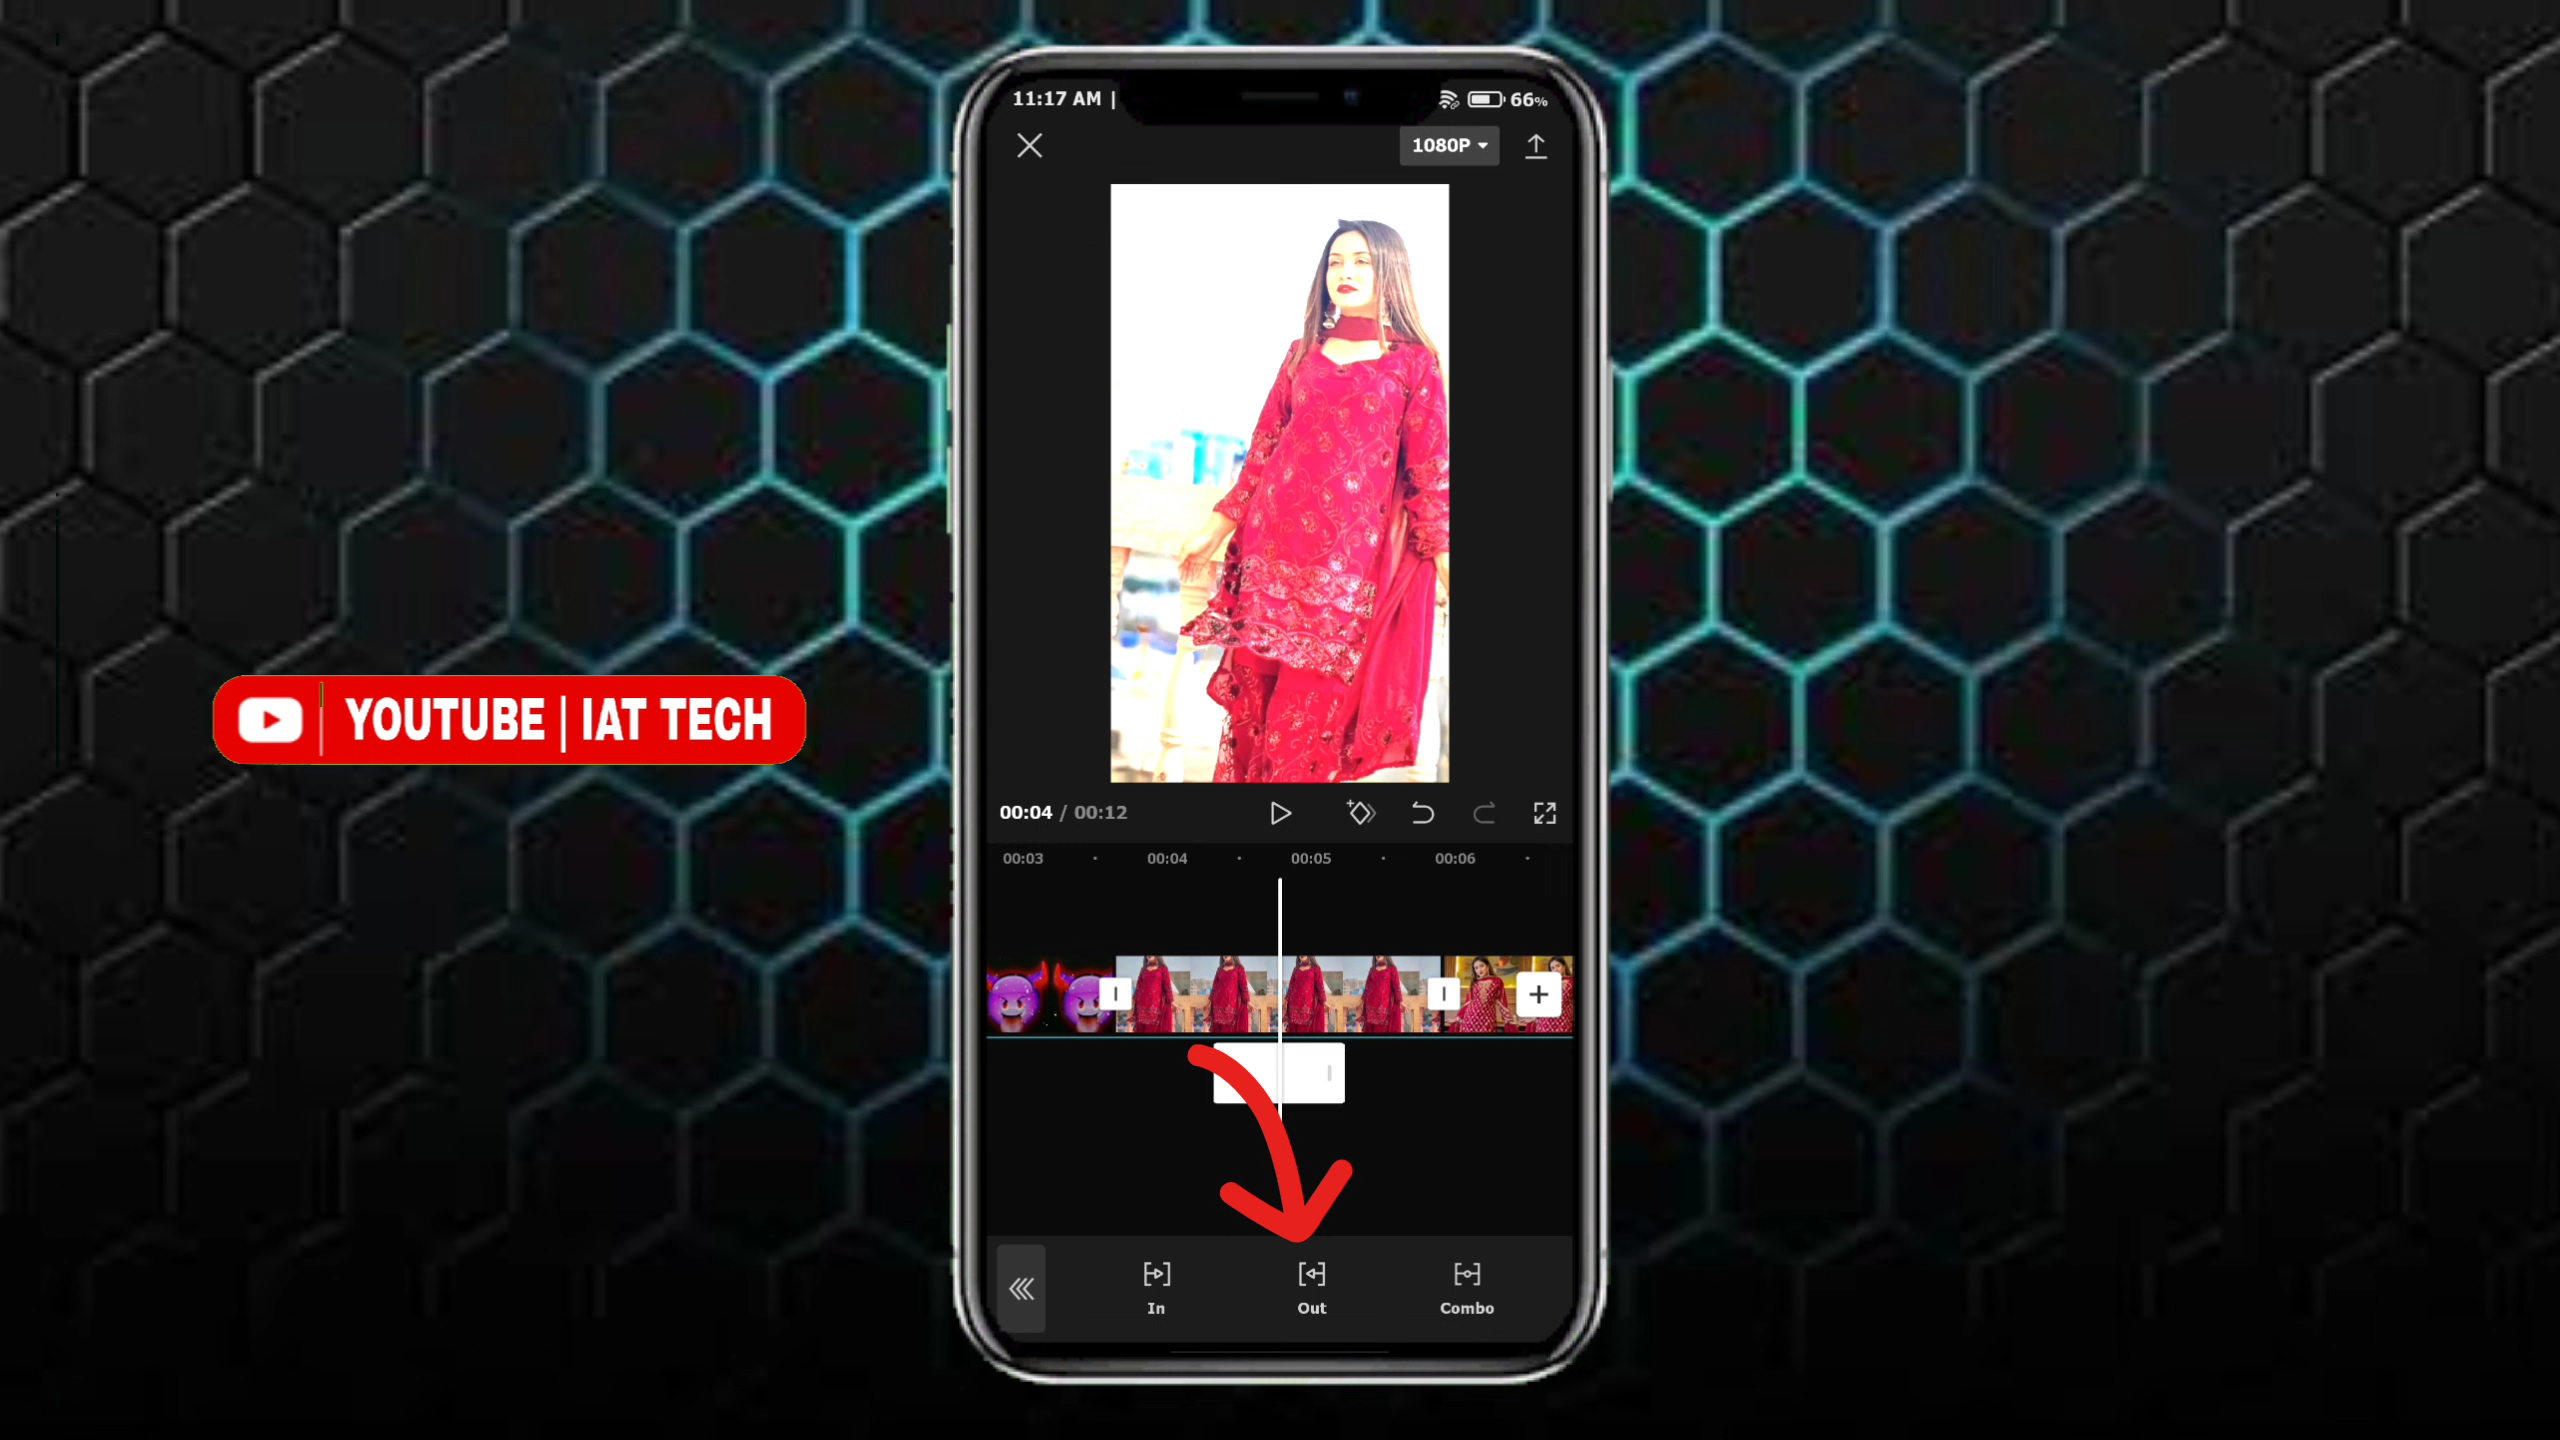 11:17 AM |
66%
1080P
YOUTUBE | IAT TECH
00:04 / 00:12
00:03 00:04 00:05 00:06
In Out Combo